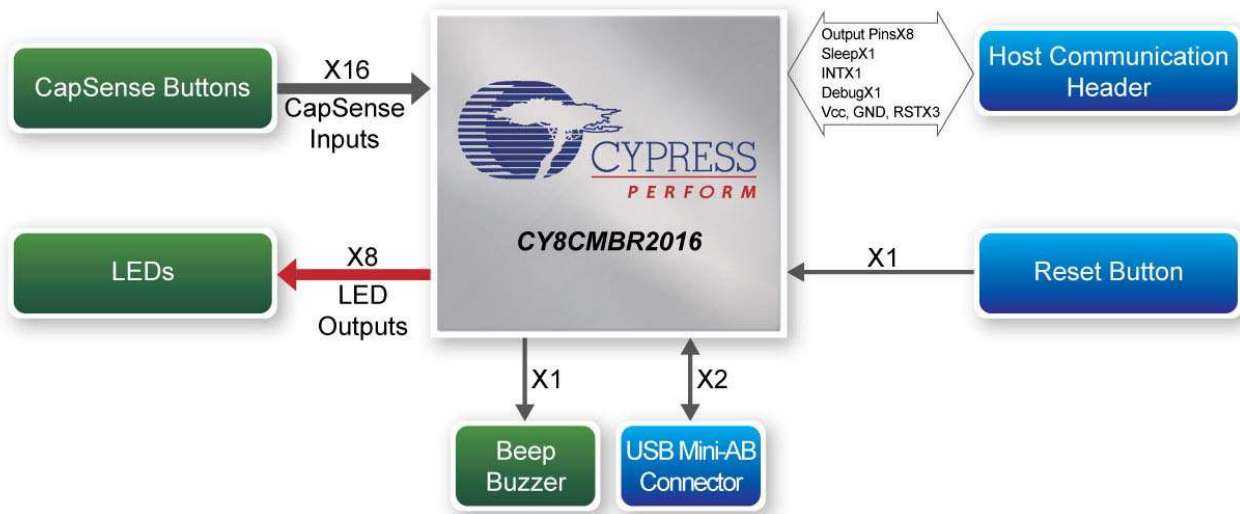 CapSense Buttons
X16
CapSense
Inputs
CYPRESS
PERFORM
CY8CMBR2016
Output PinsX8
SleepX1
INTX1
DebugX1
Vcc, GND, RSTX3
Host Communication
Header
LEDs
X8
LED
Outputs
X1
Reset Button
X1
X2
Beep
Buzzer
USB Mini-AB
Connector